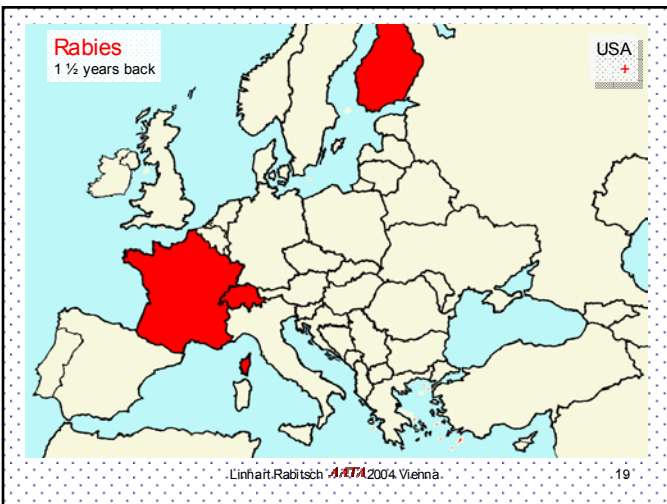 Rabies
1 ½ years back
USA
+
Linhart Rabitsch AATA 2004 Vienna
19